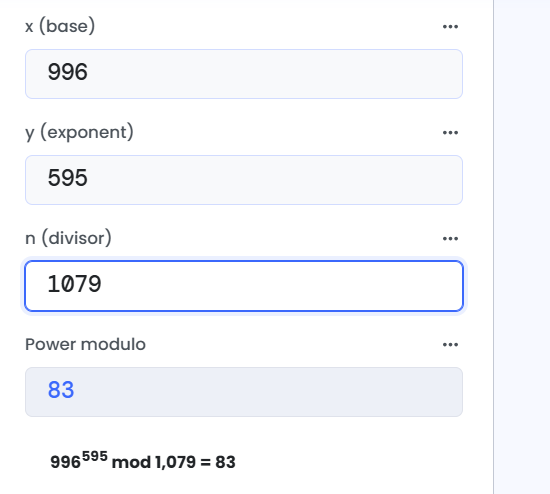 x (base) ...
996
y (exponent) ...
595
n (divisor) ...
1079
Power modulo ...
83
996⁵⁹⁵ mod 1,079 = 83